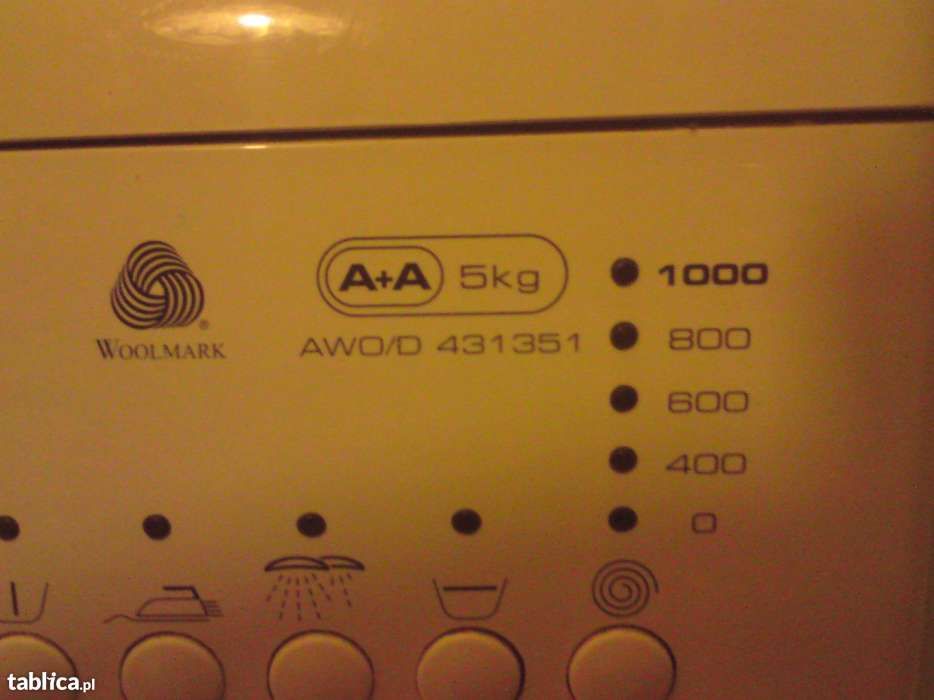 A+A 5kg
WOOLMARK
®
AWO/D 431351
1000
800
600
400
0
tablica.pl